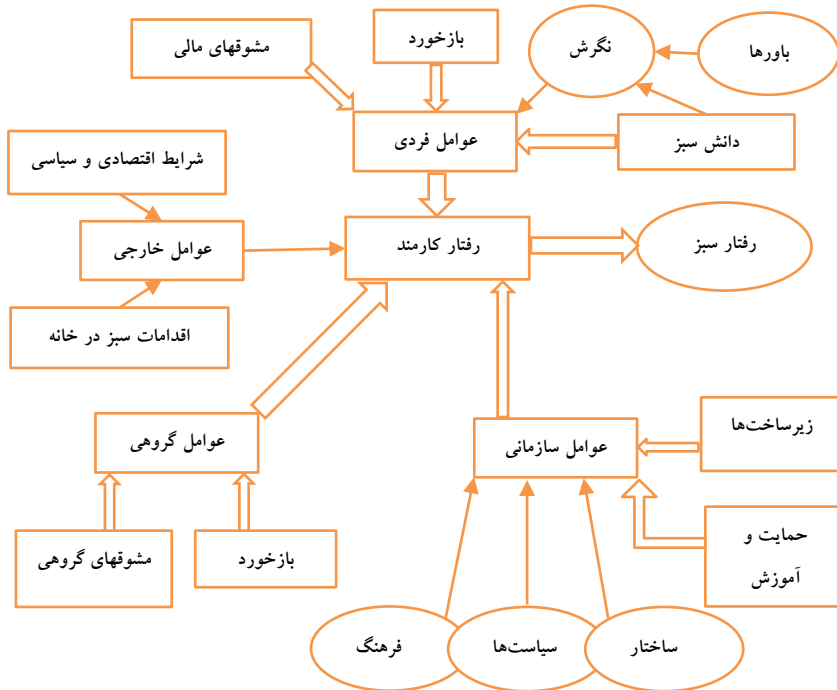 باورها
نگرش
بازخورد
مشوقهای مالی
دانش سبز
عوامل فردی
شرایط اقتصادی و سیاسی
رفتار سبز
رفتار کارمند
عوامل خارجی
اقدامات سبز در خانه
زیرساخت‌ها
عوامل سازمانی
عوامل گروهی
حمایت و
آموزش
بازخورد
مشوقهای گروهی
ساختار
سیاست‌ها
فرهنگ